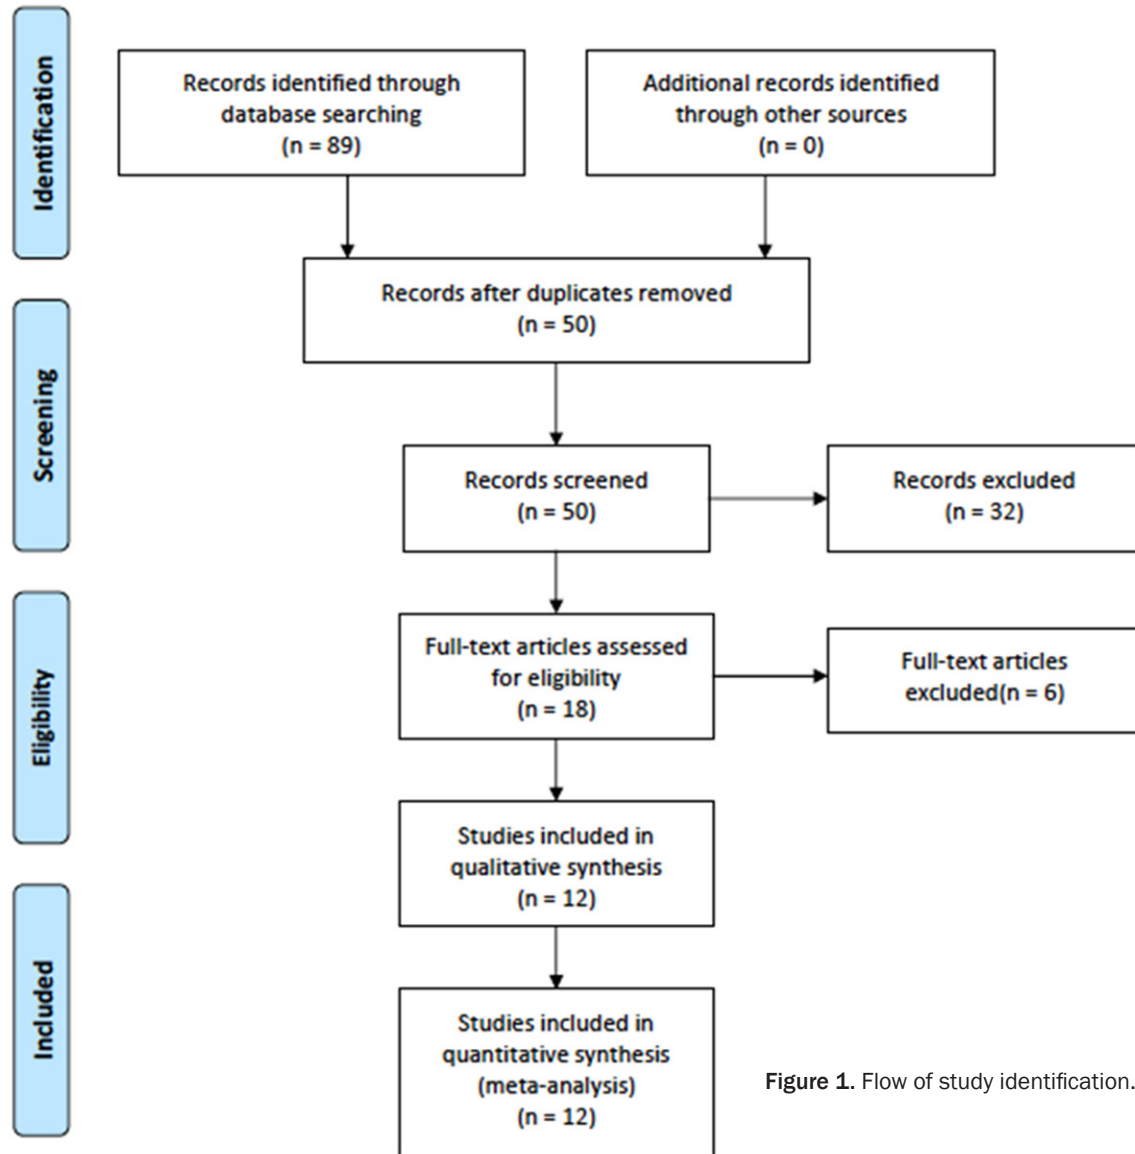 Identification
Records identified through
database searching
(n = 89)
Additional records identified
through other sources
(n = 0)
Records after duplicates removed
(n = 50)
Screening
Records screened
(n = 50)
Records excluded
(n = 32)
Eligibility
Full-text articles assessed
for eligibility
(n = 18)
Full-text articles
excluded(n = 6)
Studies included in
qualitative synthesis
(n = 12)
Included
Studies included in
quantitative synthesis
(meta-analysis)
(n = 12)
Figure 1. Flow of study identification.